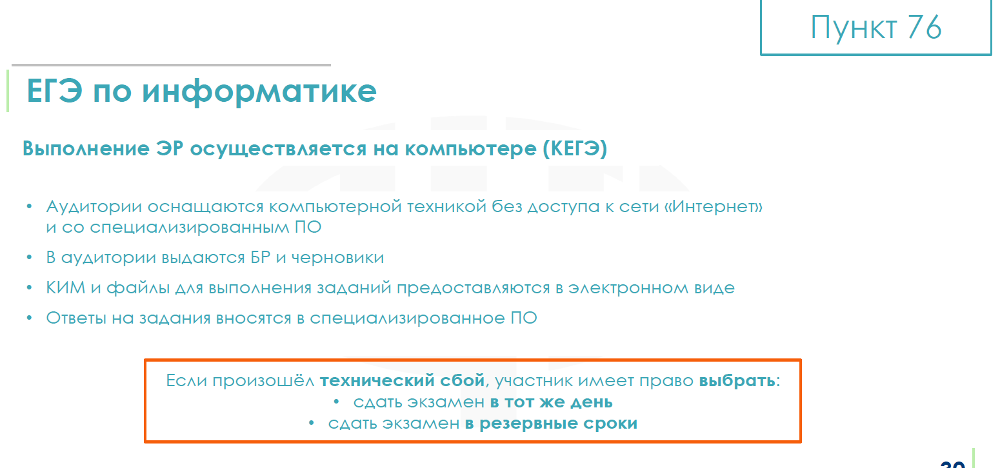 Пункт 76
ЕГЭ по информатике
Выполнение ЭР осуществляется на компьютере (КЕГЭ)
• Аудитории оснащаются компьютерной техникой без доступа к сети «Интернет»
и со специализированным ПО
• В аудитории выдаются БР и черновики
• КИМ и файлы для выполнения заданий предоставляются в электронном виде
• Ответы на задания вносятся в специализированное ПО
Если произошёл технический сбой, участник имеет право выбрать:
• сдать экзамен в тот же день
• сдать экзамен в резервные сроки